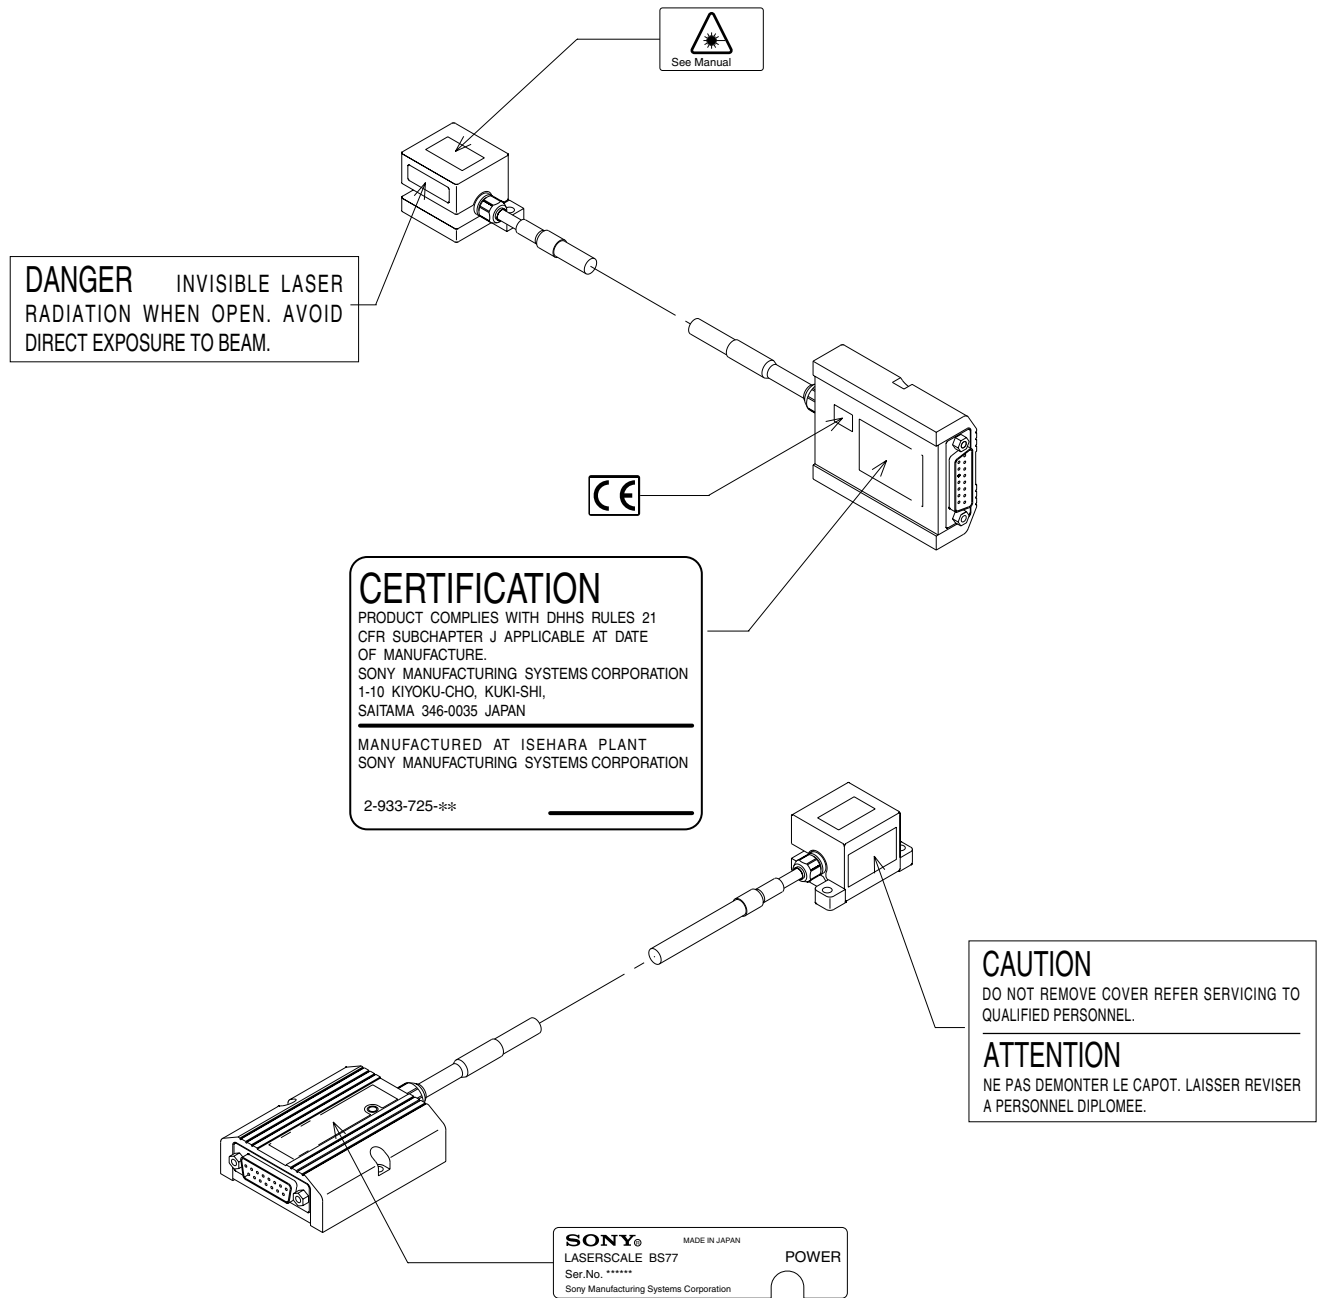 See Manual
DANGER INVISIBLE LASER
RADIATION WHEN OPEN. AVOID
DIRECT EXPOSURE TO BEAM.
CE
CERTIFICATION
PRODUCT COMPLIES WITH DHHS RULES 21
CFR SUBCHAPTER J APPLICABLE AT DATE
OF MANUFACTURE.
SONY MANUFACTURING SYSTEMS CORPORATION
1-10 KIYOKU-CHO, KUKI-SHI,
SAITAMA 346-0035 JAPAN
MANUFACTURED AT ISEHARA PLANT
SONY MANUFACTURING SYSTEMS CORPORATION
2-933-725-**
CAUTION
DO NOT REMOVE COVER REFER SERVICING TO
QUALIFIED PERSONNEL.
ATTENTION
NE PAS DEMONTER LE CAPOT. LAISSER REVISER
A PERSONNEL DIPLOMEE.
SONY® MADE IN JAPAN
LASERSCALE BS77 POWER
Ser.No. ******
Sony Manufacturing Systems Corporation